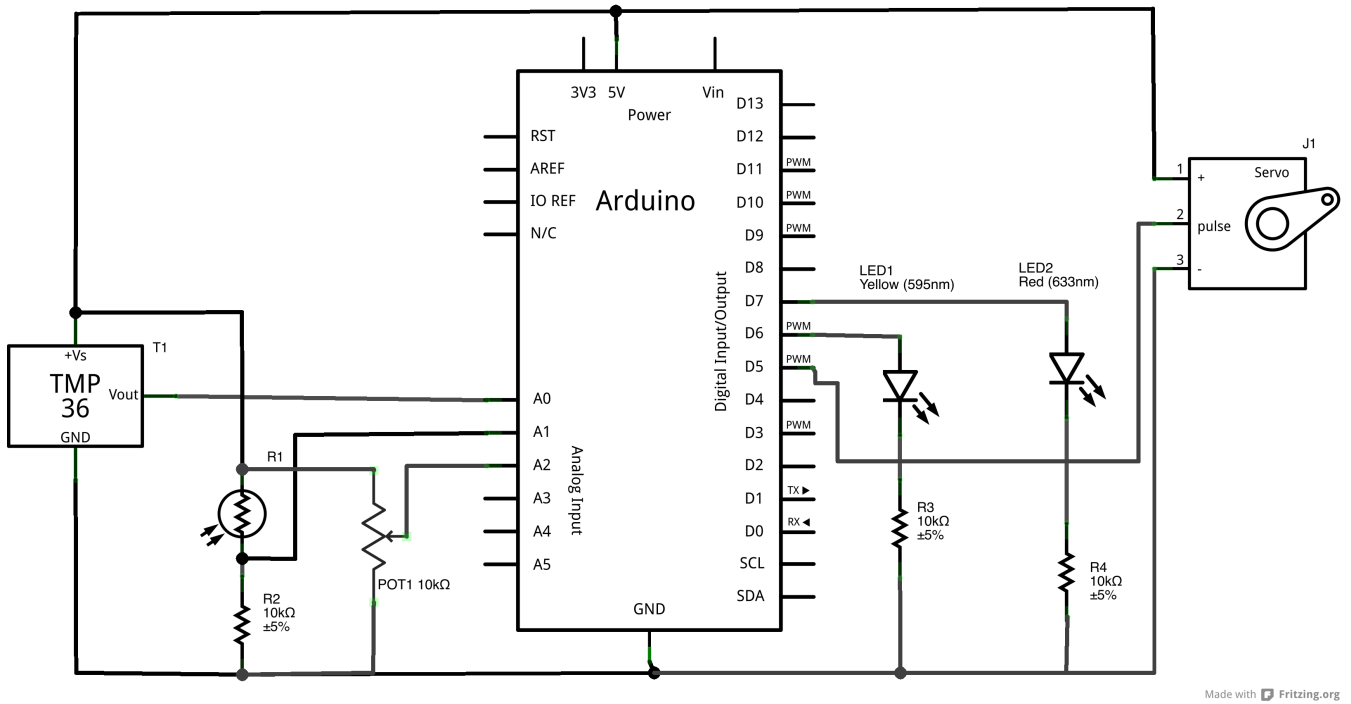 3V3 5V Vin
Power
Arduino
RST
AREF
IO REF
N/C
A0
A1
A2
A3
A4
A5
Analog Input
D13
D12
D11 PWM
D10 PWM
D9 PWM
D8
D7
D6 PWM
D5 PWM
D4
D3 PWM
D2
D1 TX ▶
D0 RX ◀
SCL
SDA
Digital Input/Output
GND
T1
+Vs
TMP
36
Vout
GND
R1
R2
10kΩ
±5%
POT1 10kΩ
LED1
Yellow (595nm)
LED2
Red (633nm)
R3
10kΩ
±5%
R4
10kΩ
±5%
J1
Servo
1 +
2 pulse
3 -
Made with Fritzing.org